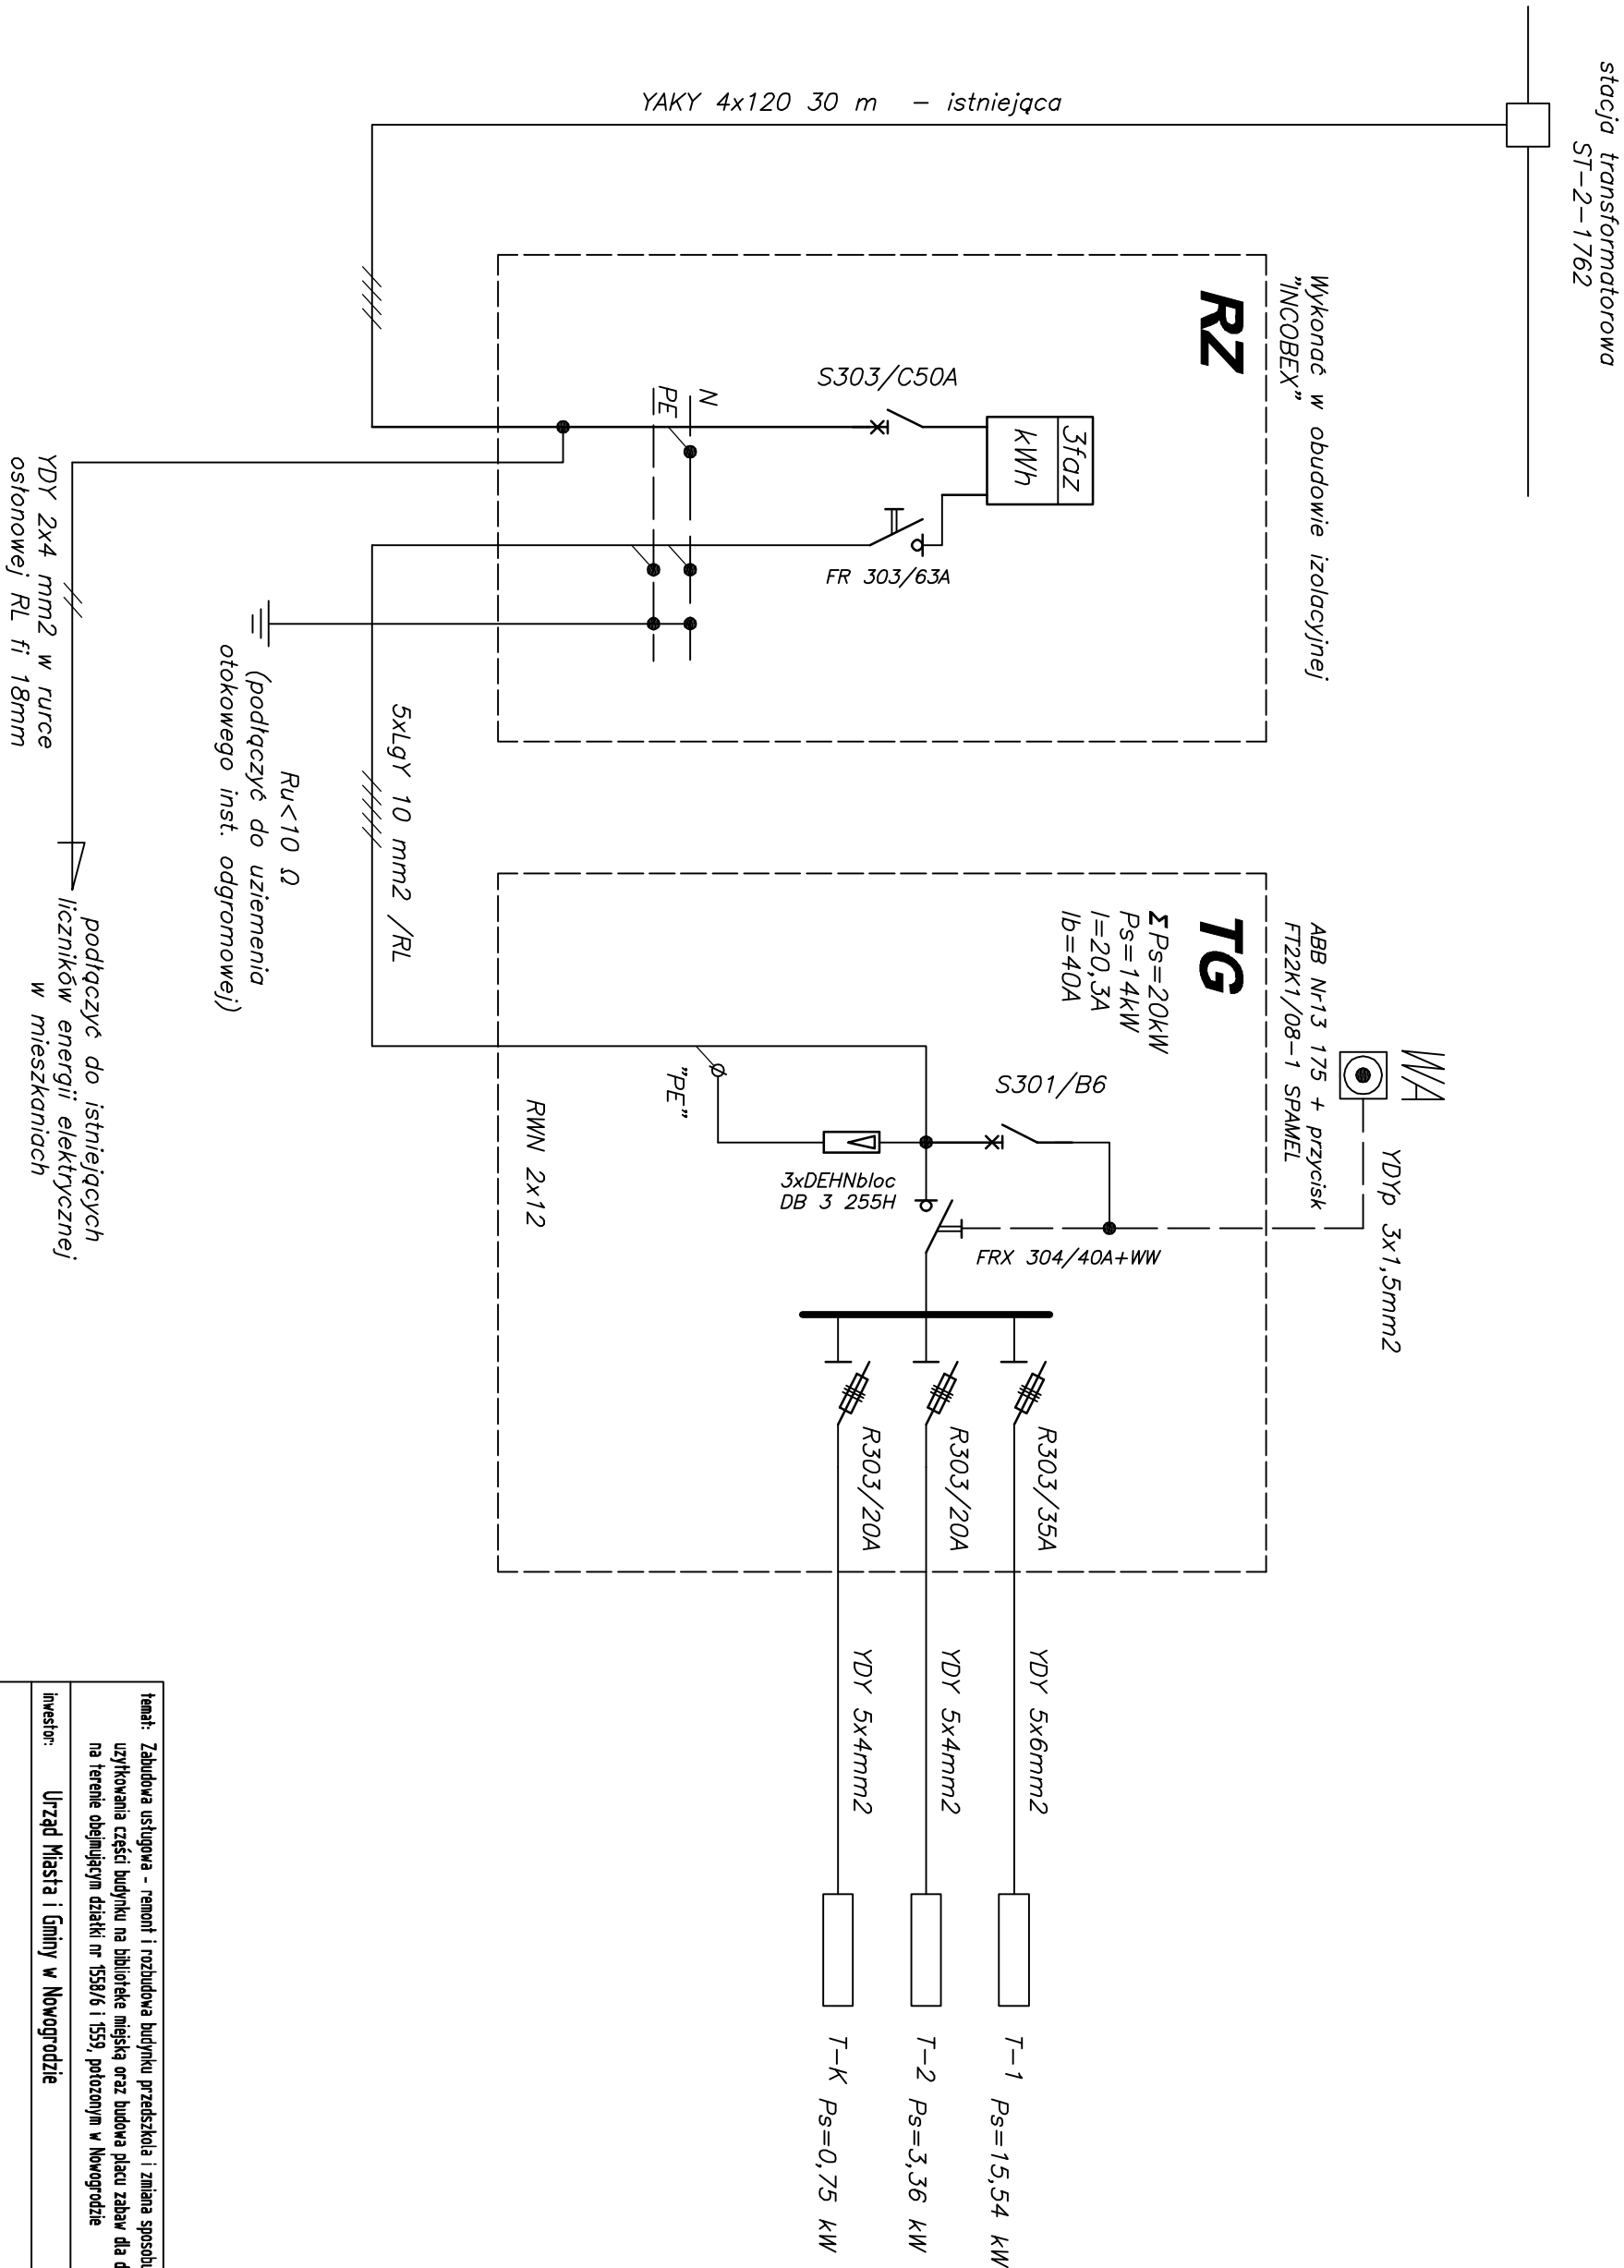 stacja transformatorowa
ST-2-1762
YAKY 4x120 30 m - istniejąca
Wykonać w obudowie izolacyjnej
"INCOBEX"
RZ
3faz
kWh
S303/C50A
FR 303/63A
N
PE
5xLgY 10 mm2 /RL
Ru<10 Ω
(podłączyć do uziemenia
otokowego inst. odgromowej)
YDY 2x4 mm2 w rurce
osłonowej RL fi 18mm
podłączyć do istniejących
liczników energii elektrycznej
w mieszkaniach
WA
YDYp 3x1,5mm2
ABB Nr13 175 + przycisk
FT22K1/08-1 SPAMEL
TG
ΣPs=20kW
Ps=14kW
I=20,3A
Ib=40A
S301/B6
"PE"
3xDEHNbloc
DB 3 255H
FRX 304/40A+WW
RWN 2x12
R303/35A
R303/20A
R303/20A
YDY 5x6mm2
YDY 5x4mm2
YDY 5x4mm2
T-1 Ps=15,54 kW
T-2 Ps=3,36 kW
T-K Ps=0,75 kW
temat: Zabudowa usługowa - remont i rozbudowa budynku przedszkola i zmiana sposobu
uzytkowania części budynku na biblioteke miejską oraz budowa placu zabaw dla
na terenie obejmującym działki nr 1558/6 i 1559, połozonym w Nowogrodzie
inwestor: Urząd Miasta i Gminy w Nowogrodzie